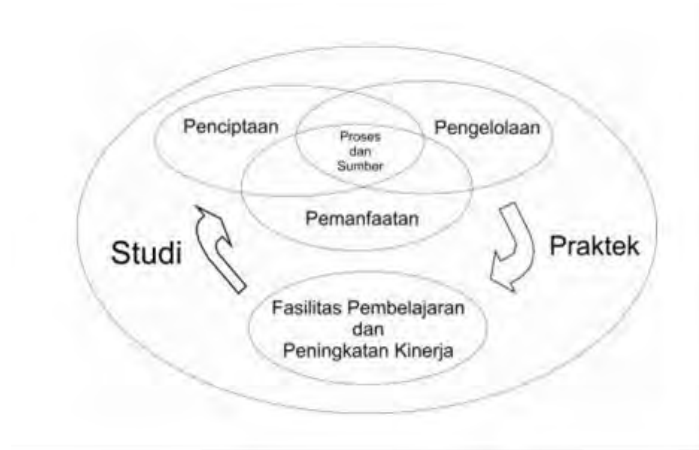 Penciptaan
Pengelolaan
Proses
dan
Sumber
Pemanfaatan
Studi
Praktek
Fasilitas Pembelajaran
dan
Peningkatan Kinerja